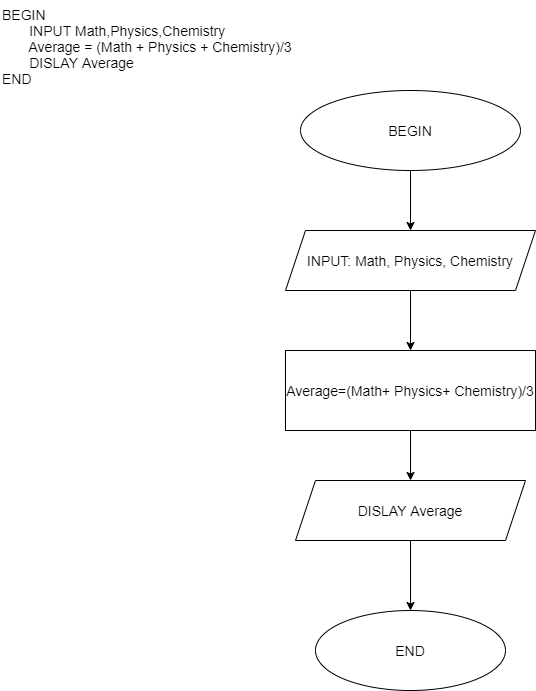 BEGIN
INPUT Math,Physics,Chemistry
Average = (Math + Physics + Chemistry)/3
DISLAY Average
END
BEGIN
INPUT: Math, Physics, Chemistry
Average=(Math+ Physics+ Chemistry)/3
DISLAY Average
END